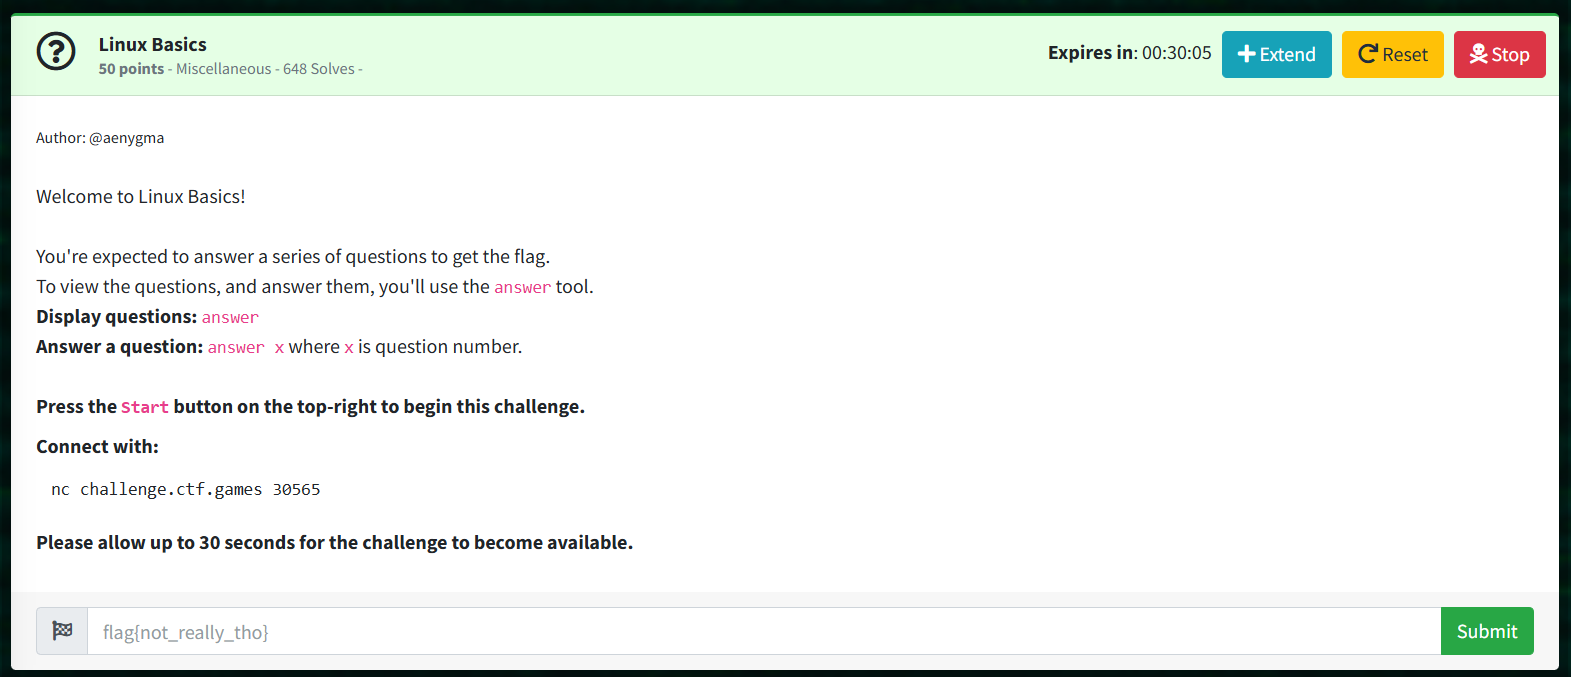 Linux Basics
50 points - Miscellaneous - 648 Solves -
Expires in: 00:30:05
Extend
Reset
Stop
Author: @aenygma
Welcome to Linux Basics!
You're expected to answer a series of questions to get the flag.
To view the questions, and answer them, you'll use the answer tool.
Display questions: answer
Answer a question: answer x where x is question number.
Press the Start button on the top-right to begin this challenge.
Connect with:
nc challenge.ctf.games 30565
Please allow up to 30 seconds for the challenge to become available.
flag{not_really_tho}
Submit